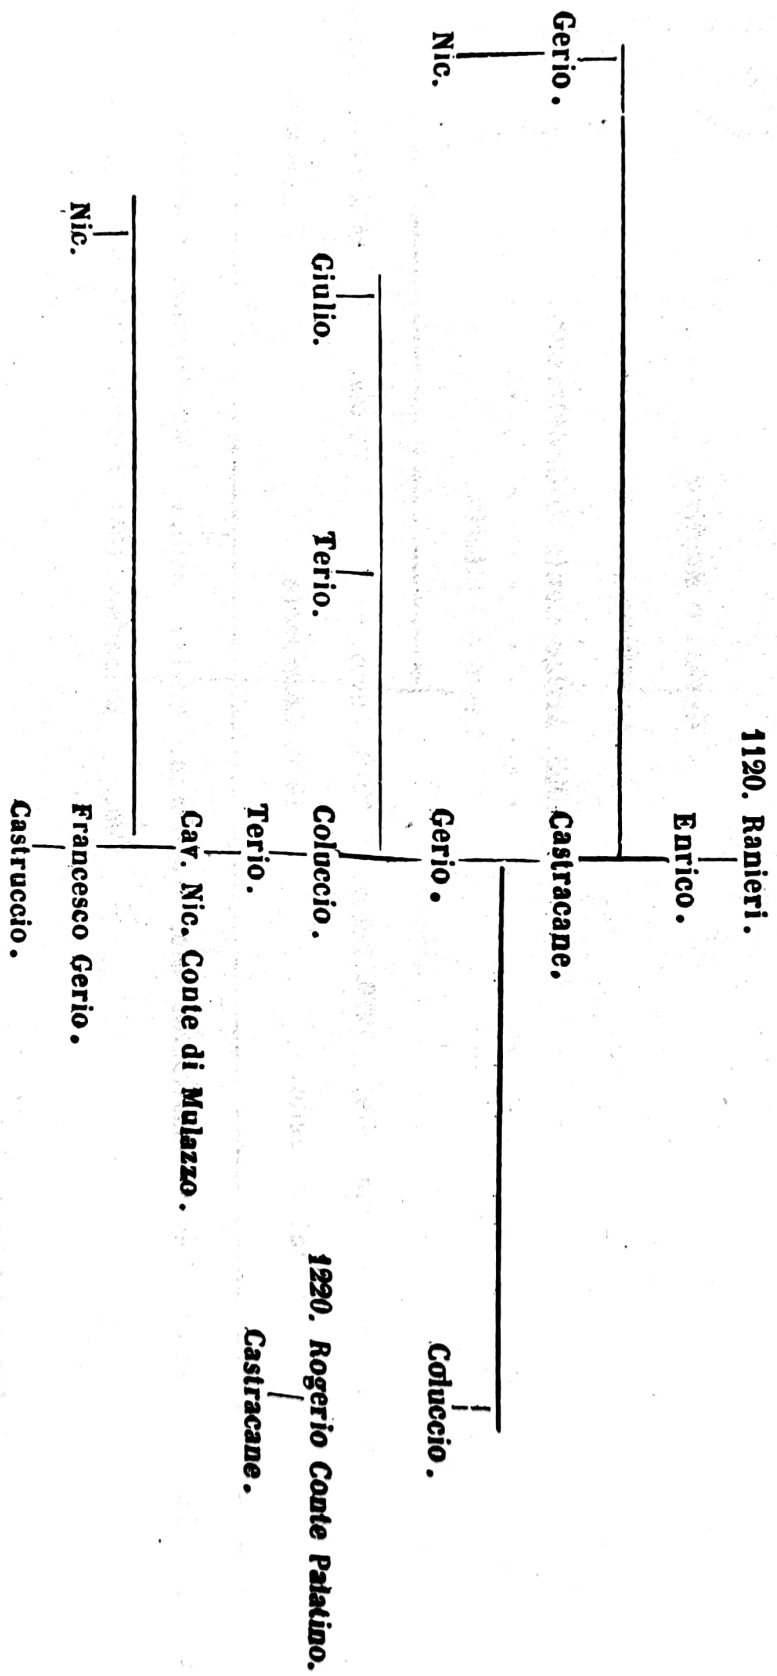 1120. Ranieri.
Enrico.
Gerio.
Castracane.
Nic.
Gerio.
Coluccio.
Giulio.
Terio.
Coluccio.
1220. Rogerio Conte Palatino.
Terio.
Castracane.
Cav. Nic. Conte di Mulazzo.
Nic.
Francesco Gerio.
Castruccio.